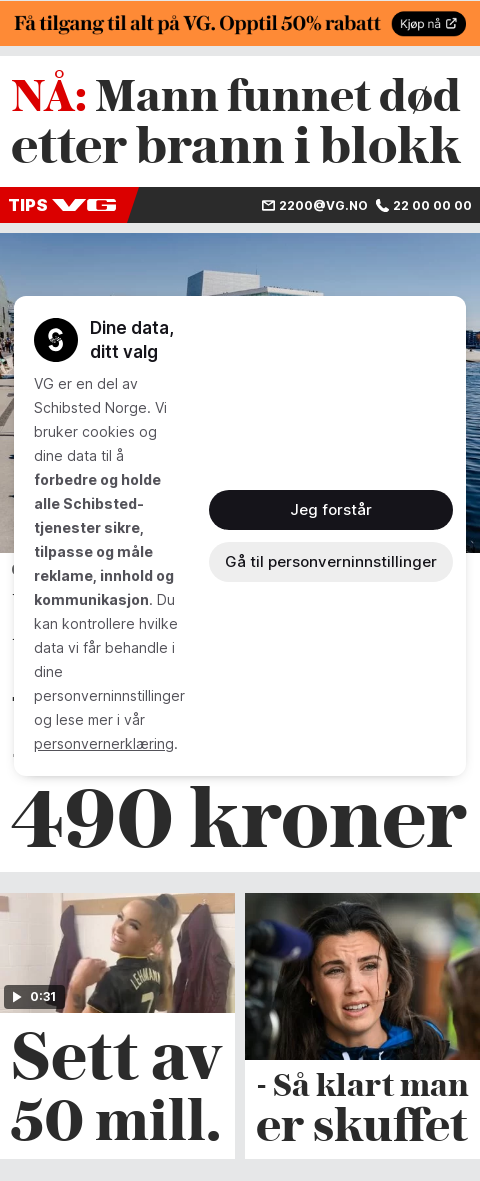 Få tilgang til alt på VG. Opptil 50% rabatt
Kjøp nå
NÅ: Mann funnet død
etter brann i blokk
TIPS VG
2200@VG.NO
22 00 00 00
Dine data,
ditt valg
VG er en del av
Schibsted Norge. Vi
bruker cookies og
dine data til å
forbedre og holde
alle Schibsted-
tjenester sikre,
tilpasse og måle
reklame, innhold og
kommunikasjon. Du
kan kontrollere hvilke
data vi får behandle i
dine
personverninnstillinger
og lese mer i vår
personvernerklæring.
Jeg forstår
Gå til personverninnstillinger
490 kroner
LEHMANN
7
0:31
Sett av
50 mill.
- Så klart man
er skuffet